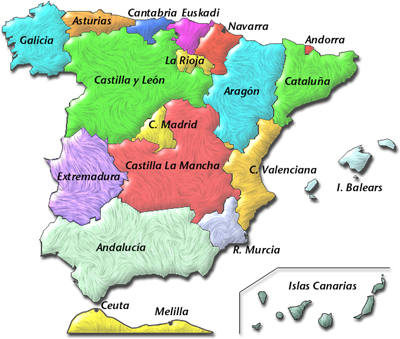 Cantabria Euskadi
Asturias
Navarra
Galicia
Andorra
La Rioja
Castilla y León
Cataluña
Aragón
C. Madrid
Castilla La Mancha
C. Valenciana
Extremadura
I. Balears
Andalucía
R. Murcia
Islas Canarias
Ceuta
Melilla